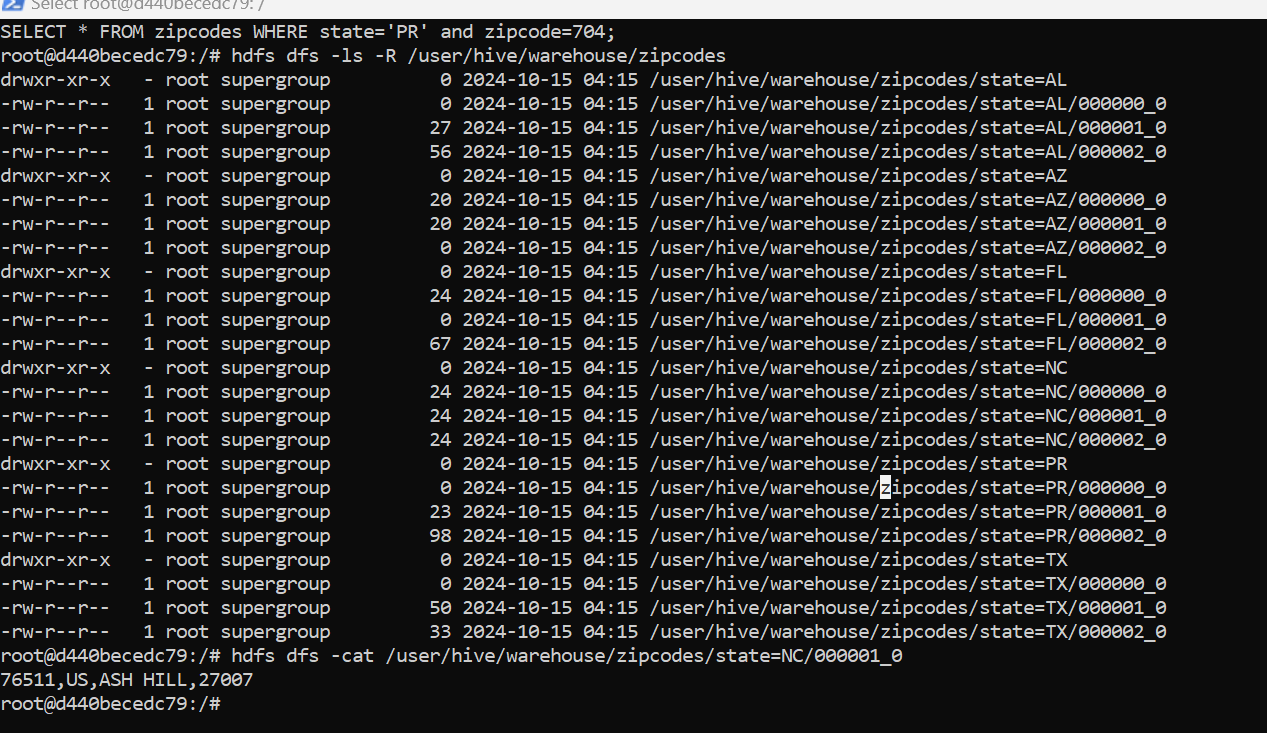 Select root@d440becedc79: /
SELECT * FROM zipcodes WHERE state='PR' and zipcode=704;
root@d440becedc79:/# hdfs dfs -ls -R /user/hive/warehouse/zipcodes
drwxr-xr-x   - root supergroup          0 2024-10-15 04:15 /user/hive/warehouse/zipcodes/state=AL
-rw-r--r--   1 root supergroup          0 2024-10-15 04:15 /user/hive/warehouse/zipcodes/state=AL/000000_0
-rw-r--r--   1 root supergroup         27 2024-10-15 04:15 /user/hive/warehouse/zipcodes/state=AL/000001_0
-rw-r--r--   1 root supergroup         56 2024-10-15 04:15 /user/hive/warehouse/zipcodes/state=AL/000002_0
drwxr-xr-x   - root supergroup          0 2024-10-15 04:15 /user/hive/warehouse/zipcodes/state=AZ
-rw-r--r--   1 root supergroup         20 2024-10-15 04:15 /user/hive/warehouse/zipcodes/state=AZ/000000_0
-rw-r--r--   1 root supergroup         20 2024-10-15 04:15 /user/hive/warehouse/zipcodes/state=AZ/000001_0
-rw-r--r--   1 root supergroup          0 2024-10-15 04:15 /user/hive/warehouse/zipcodes/state=AZ/000002_0
drwxr-xr-x   - root supergroup          0 2024-10-15 04:15 /user/hive/warehouse/zipcodes/state=FL
-rw-r--r--   1 root supergroup         24 2024-10-15 04:15 /user/hive/warehouse/zipcodes/state=FL/000000_0
-rw-r--r--   1 root supergroup          0 2024-10-15 04:15 /user/hive/warehouse/zipcodes/state=FL/000001_0
-rw-r--r--   1 root supergroup         67 2024-10-15 04:15 /user/hive/warehouse/zipcodes/state=FL/000002_0
drwxr-xr-x   - root supergroup          0 2024-10-15 04:15 /user/hive/warehouse/zipcodes/state=NC
-rw-r--r--   1 root supergroup         24 2024-10-15 04:15 /user/hive/warehouse/zipcodes/state=NC/000000_0
-rw-r--r--   1 root supergroup         24 2024-10-15 04:15 /user/hive/warehouse/zipcodes/state=NC/000001_0
-rw-r--r--   1 root supergroup         24 2024-10-15 04:15 /user/hive/warehouse/zipcodes/state=NC/000002_0
drwxr-xr-x   - root supergroup          0 2024-10-15 04:15 /user/hive/warehouse/zipcodes/state=PR
-rw-r--r--   1 root supergroup          0 2024-10-15 04:15 /user/hive/warehouse/zipcodes/state=PR/000000_0
-rw-r--r--   1 root supergroup         23 2024-10-15 04:15 /user/hive/warehouse/zipcodes/state=PR/000001_0
-rw-r--r--   1 root supergroup         98 2024-10-15 04:15 /user/hive/warehouse/zipcodes/state=PR/000002_0
drwxr-xr-x   - root supergroup          0 2024-10-15 04:15 /user/hive/warehouse/zipcodes/state=TX
-rw-r--r--   1 root supergroup          0 2024-10-15 04:15 /user/hive/warehouse/zipcodes/state=TX/000000_0
-rw-r--r--   1 root supergroup         50 2024-10-15 04:15 /user/hive/warehouse/zipcodes/state=TX/000001_0
-rw-r--r--   1 root supergroup         33 2024-10-15 04:15 /user/hive/warehouse/zipcodes/state=TX/000002_0
root@d440becedc79:/# hdfs dfs -cat /user/hive/warehouse/zipcodes/state=NC/000001_0
76511,US,ASH HILL,27007
root@d440becedc79:/#